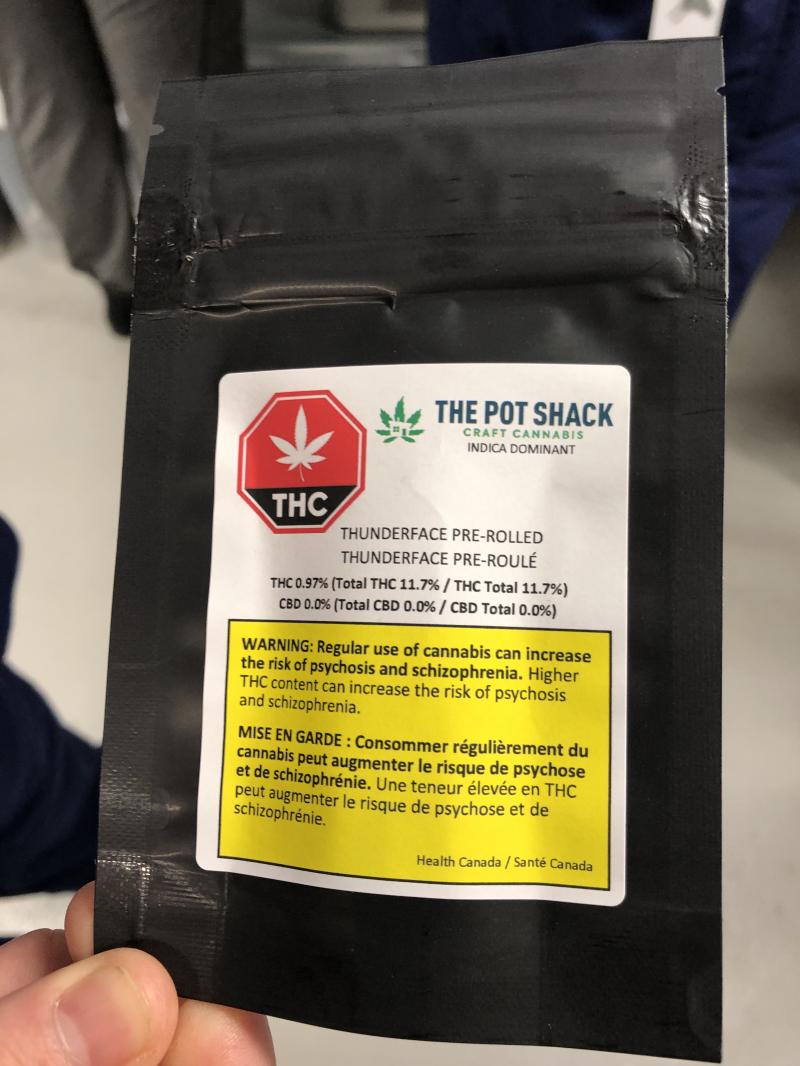 THE POT SHACK
CRAFT CANNABIS
INDICA DOMINANT
THC
THUNDERFACE PRE-ROLLED
THUNDERFACE PRE-ROULÉ
THC 0.97% (Total THC 11.7% / THC Total 11.7%)
CBD 0.0% (Total CBD 0.0% / CBD Total 0.0%)
WARNING: Regular use of cannabis can increase
the risk of psychosis and schizophrenia. Higher
THC content can increase the risk of psychosis
and schizophrenia.
MISE EN GARDE : Consommer régulièrement du
cannabis peut augmenter le risque de psychose
et de schizophrénie. Une teneur élevée en THC
peut augmenter le risque de psychose et de
schizophrénie.
Health Canada / Santé Canada